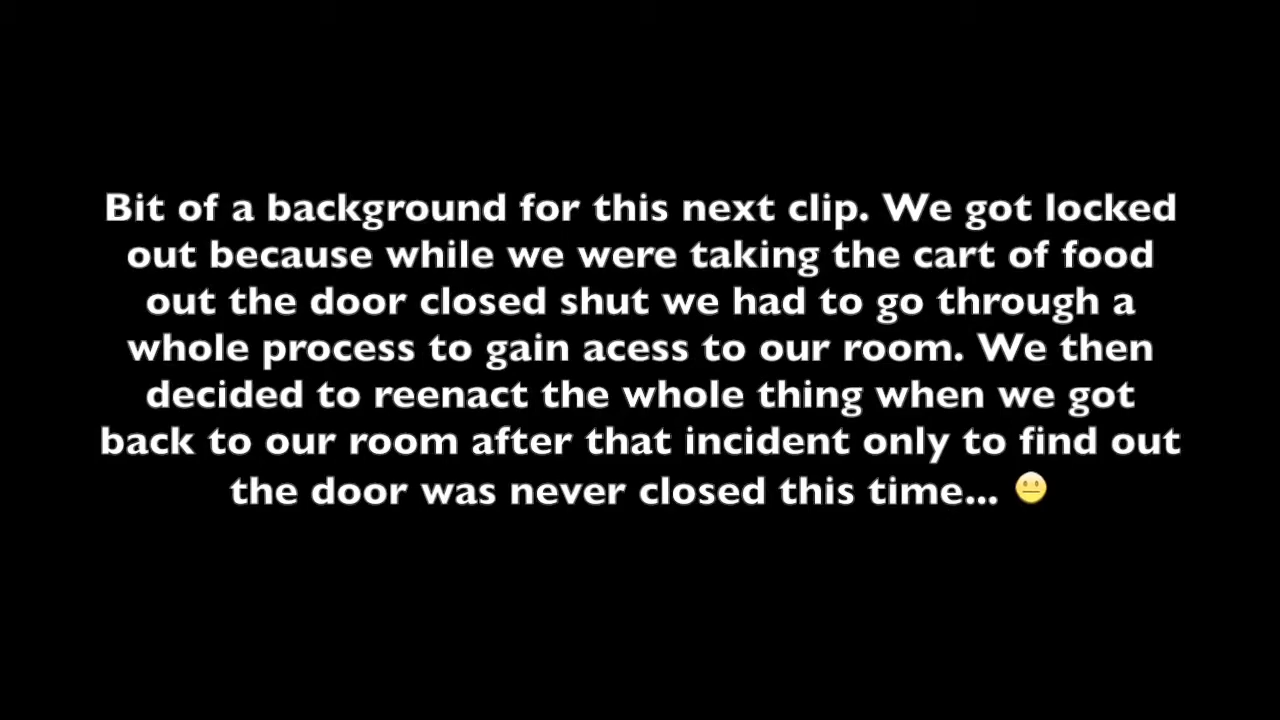 Bit of a background for this next clip. We got locked
out because while we were taking the cart of food
out the door closed shut we had to go through a
whole process to gain acess to our room. We then
decided to reenact the whole thing when we got
back to our room after that incident only to find out
the door was never closed this time... 😐